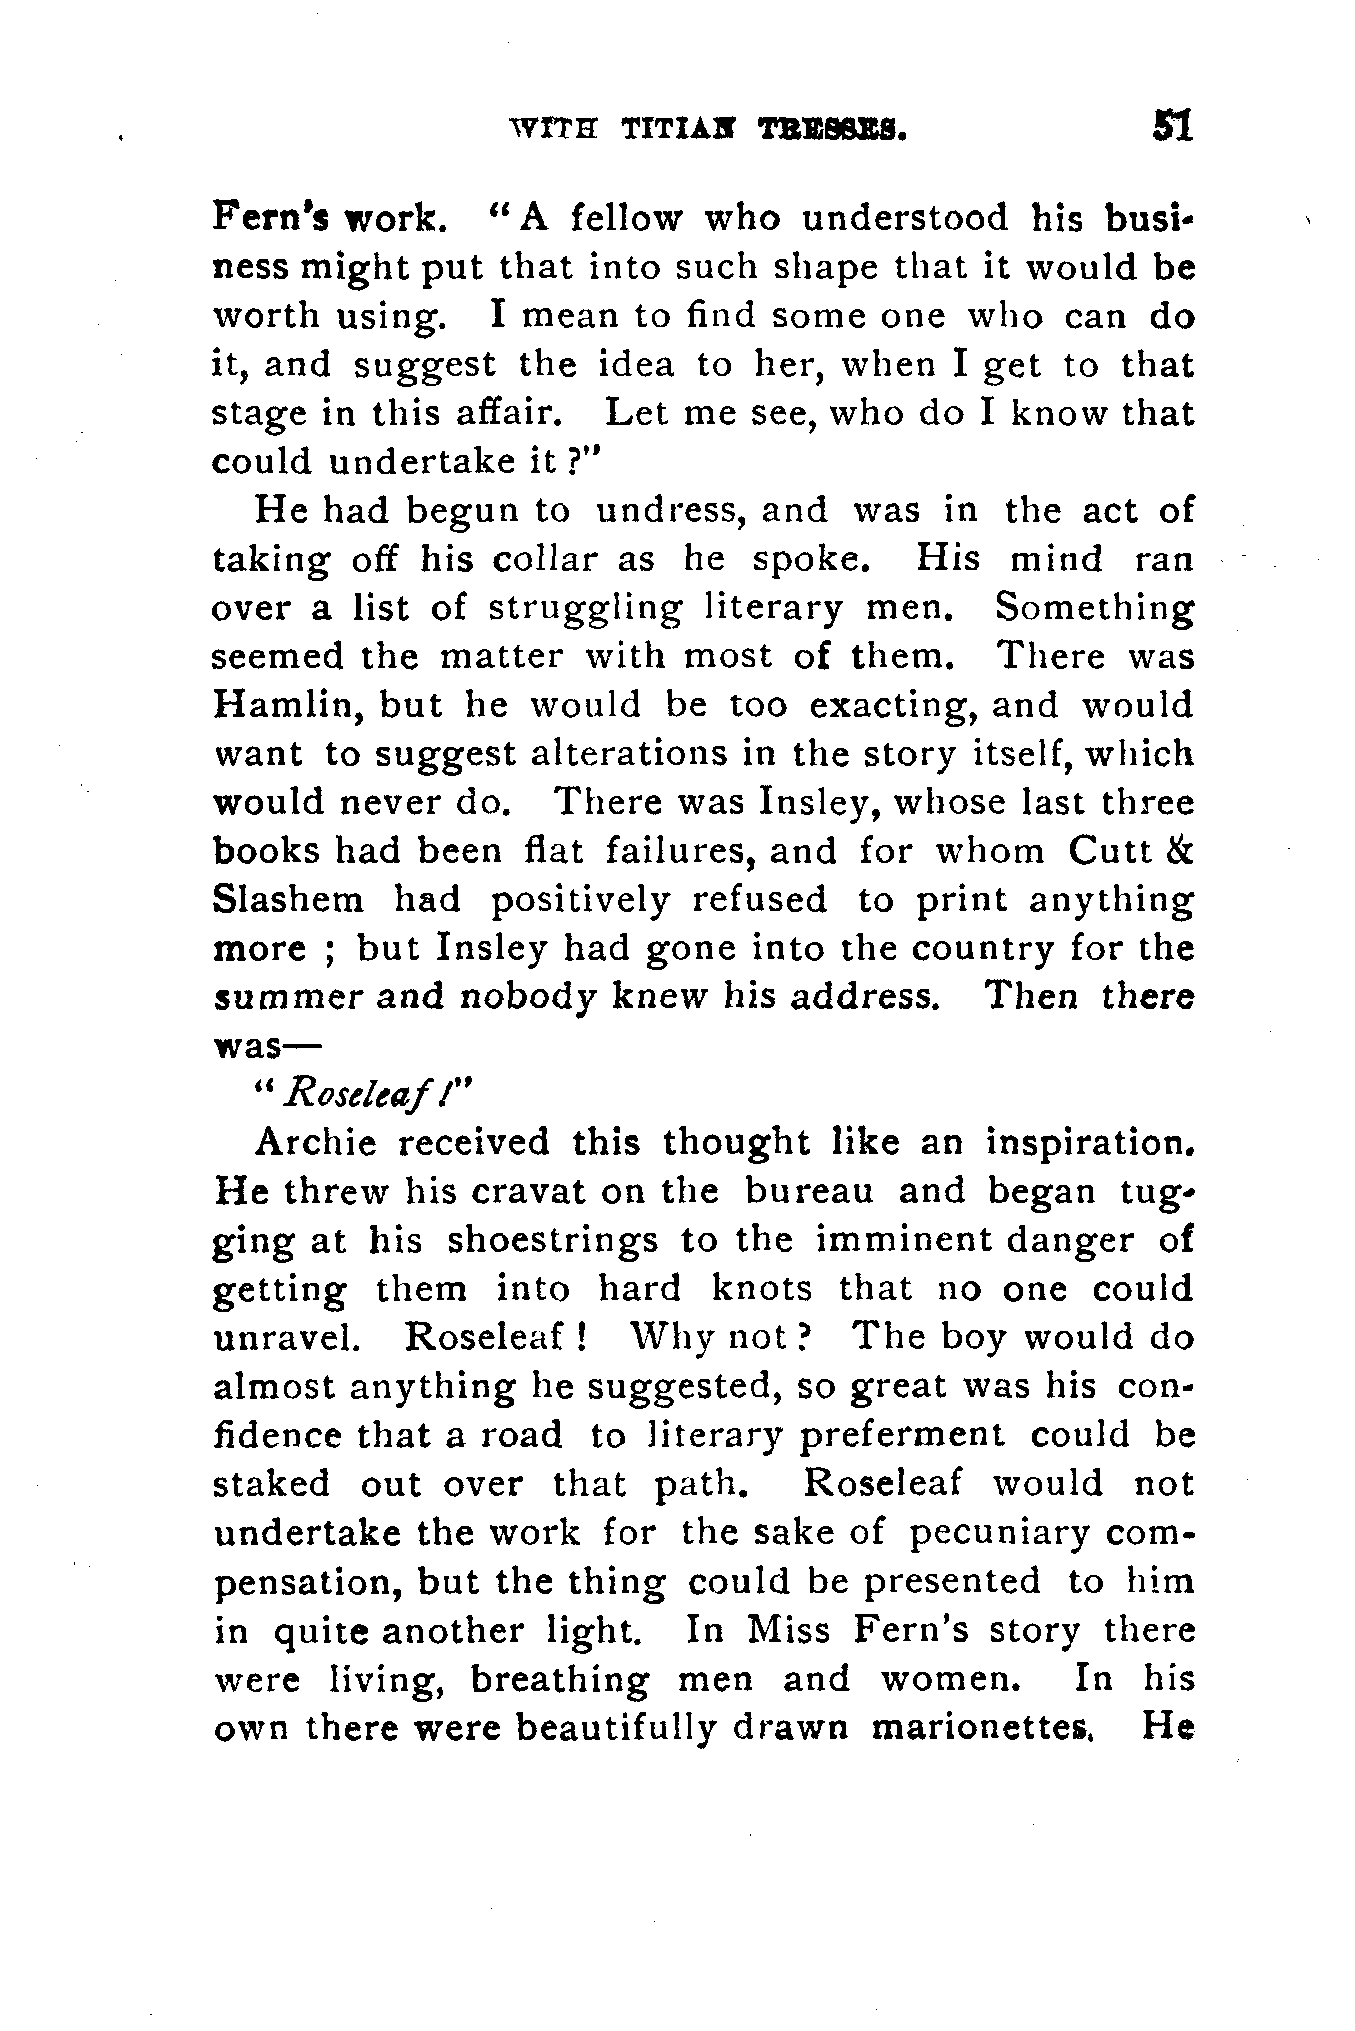 WITH TITIAN TRESSES. 51
Fern's work. "A fellow who understood his busi-
ness might put that into such shape that it would be
worth using. I mean to find some one who can do
it, and suggest the idea to her, when I get to that
stage in this affair. Let me see, who do I know that
could undertake it ?"
He had begun to undress, and was in the act of
taking off his collar as he spoke. His mind ran
over a list of struggling literary men. Something
seemed the matter with most of them. There was
Hamlin, but he would be too exacting, and would
want to suggest alterations in the story itself, which
would never do. There was Insley, whose last three
books had been flat failures, and for whom Cutt &
Slashem had positively refused to print anything
more ; but Insley had gone into the country for the
summer and nobody knew his address. Then there
was—
"Roseleaf !"
Archie received this thought like an inspiration.
He threw his cravat on the bureau and began tug-
ging at his shoestrings to the imminent danger of
getting them into hard knots that no one could
unravel. Roseleaf ! Why not ? The boy would do
almost anything he suggested, so great was his con-
fidence that a road to literary preferment could be
staked out over that path. Roseleaf would not
undertake the work for the sake of pecuniary com-
pensation, but the thing could be presented to him
in quite another light. In Miss Fern's story there
were living, breathing men and women. In his
own there were beautifully drawn marionettes. He